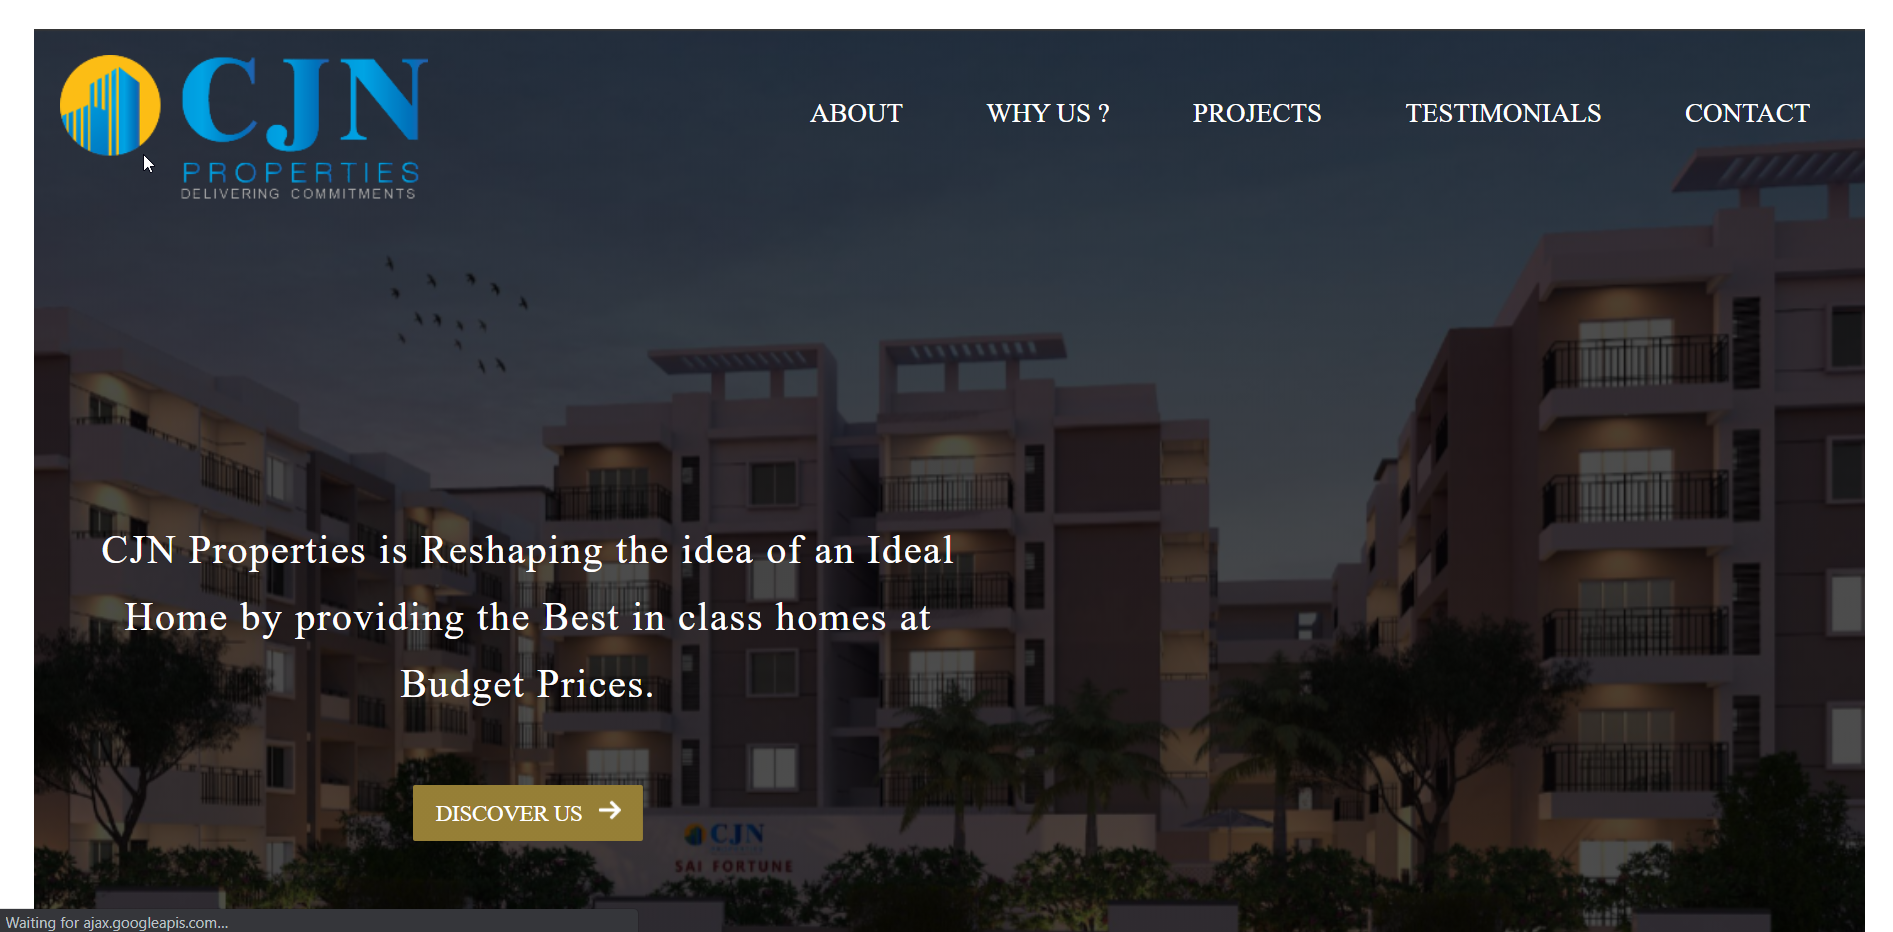 CJN
PROPERTIES
DELIVERING COMMITMENTS
ABOUT
WHY US ?
PROJECTS
TESTIMONIALS
CONTACT
CJN Properties is Reshaping the idea of an Ideal
Home by providing the Best in class homes at
Budget Prices.
DISCOVER US
CJN
SAI FORTUNE
Waiting for ajax.googleapis.com...